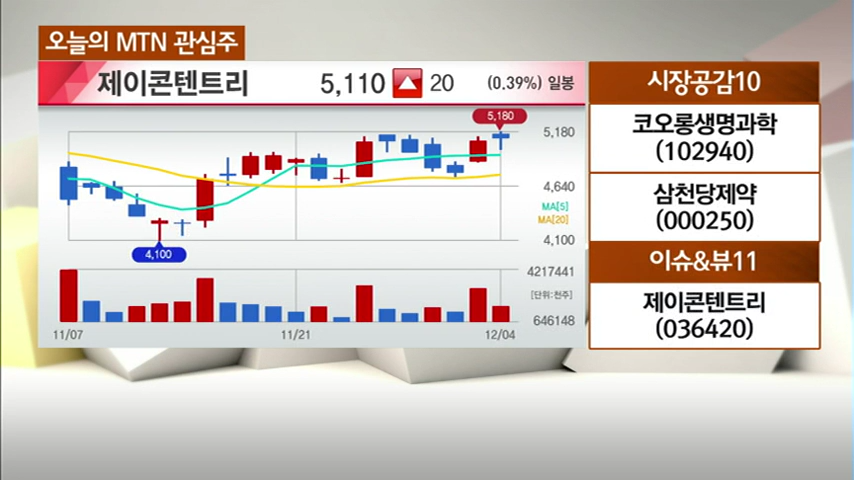 오늘의 MTN 관심주
제이콘텐트리 5,110 20 (0.39%) 일봉
5,180
5,180
4,640
MA[5]
MA[20]
4,100
4,100
4217441
[단위:천주]
646148
11/07 11/21 12/04
시장공감10
코오롱생명과학
(102940)
삼천당제약
(000250)
이슈&뷰11
제이콘텐트리
(036420)